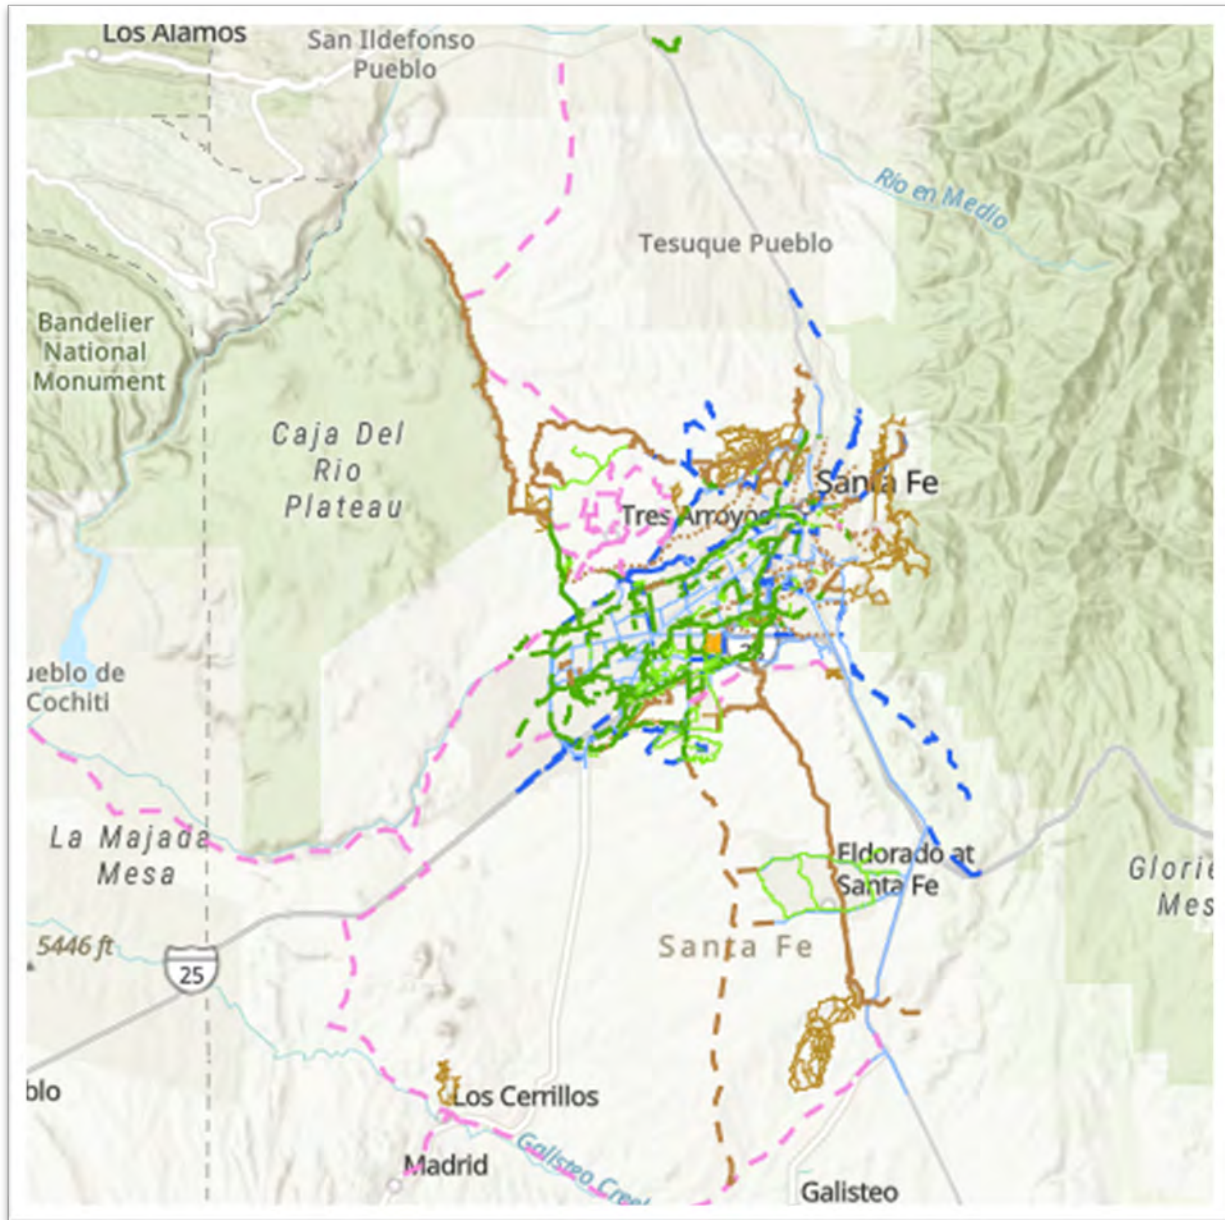 Los Alamos
San Ildefonso
Pueblo
Rio en Medio
Tesuque Pueblo
Bandelier
National
Monument
Caja Del
Rio
Plateau
Santa Fe
Tres Arroyos
ueblo de
Cochiti
La Majada
Mesa
Eldorado at
Santa Fe
Glorie
Mes
5446 ft
Santa Fe
25
blo
Los Cerrillos
Galisteo Creek
Madrid
Galisteo